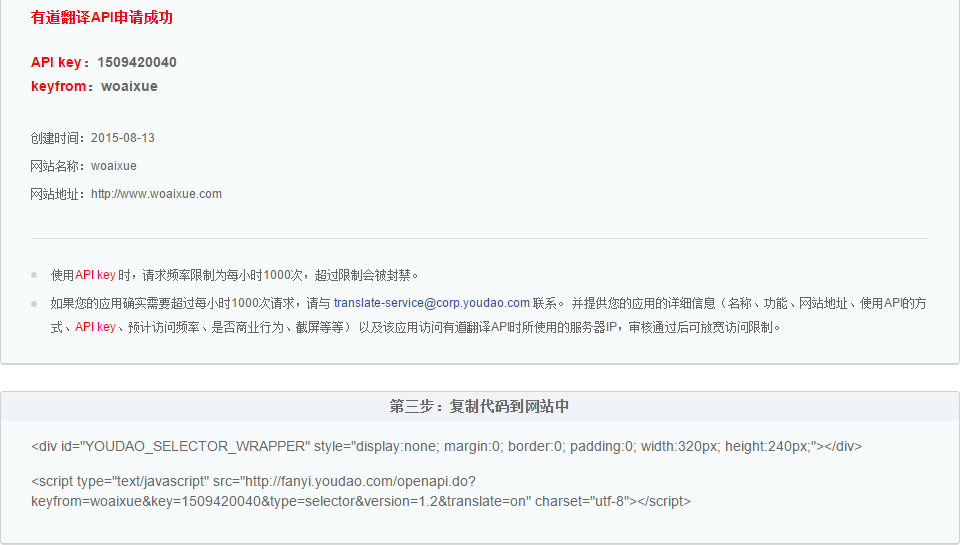 有道翻译API申请成功
API key：1509420040
keyfrom：woaixue
创建时间：2015-08-13
网站名称：woaixue
网站地址：http://www.woaixue.com
使用API key 时，请求频率限制为每小时1000次，超过限制会被封禁。
如果您的应用确实需要超过每小时1000次请求，请与 translate-service@corp.youdao.com 联系。 并提供您的应用的详细信息（名称、功能、网站地址、使用API的方
式、API key、预计访问频率、是否商业行为、截屏等等） 以及该应用访问有道翻译API时所使用的服务器IP，审核通过后可放宽访问限制。
第三步：复制代码到网站中
<div id="YOUDAO_SELECTOR_WRAPPER" style="display:none; margin:0; border:0; padding:0; width:320px; height:240px;"></div>
<script type="text/javascript" src="http://fanyi.youdao.com/openapi.do?
keyfrom=woaixue&key=1509420040&type=selector&version=1.2&translate=on" charset="utf-8"></script>